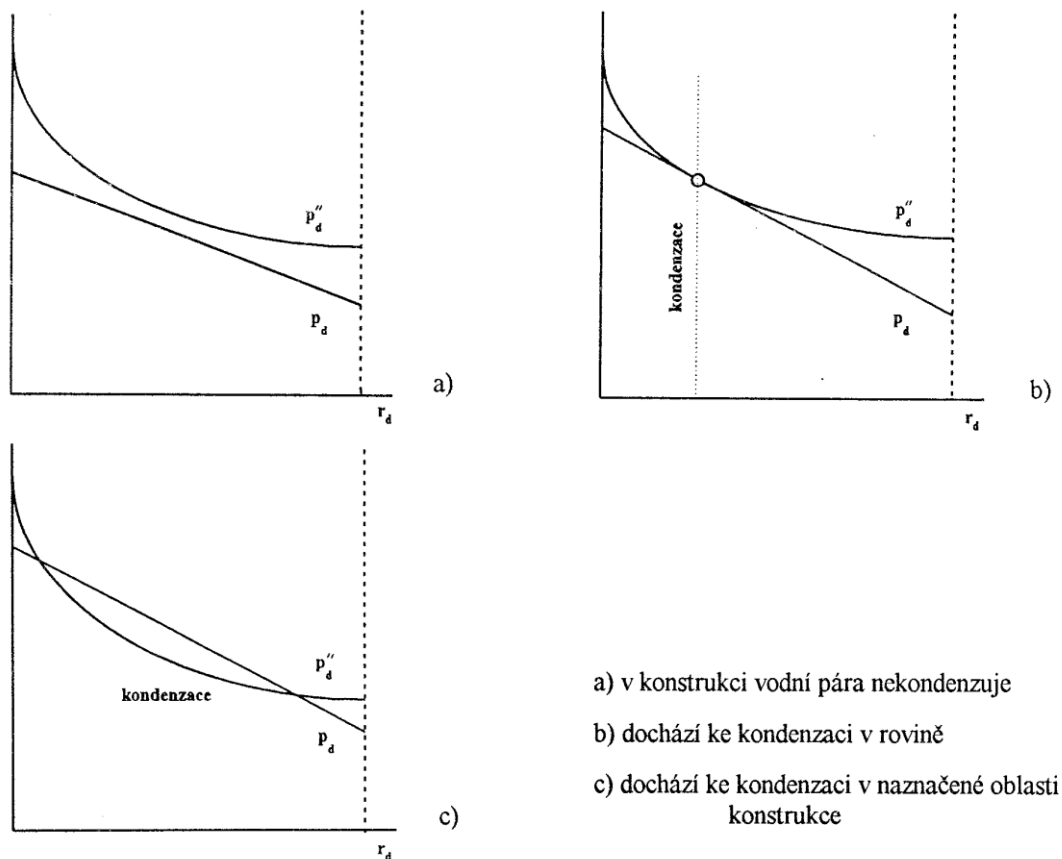 p″d
pd
a)
rd
kondenzace
p″d
pd
b)
rd
p″d
kondenzace
pd
c)
rd
a) v konstrukci vodní pára nekondenzuje
b) dochází ke kondenzaci v rovině
c) dochází ke kondenzaci v naznačené oblasti
konstrukce